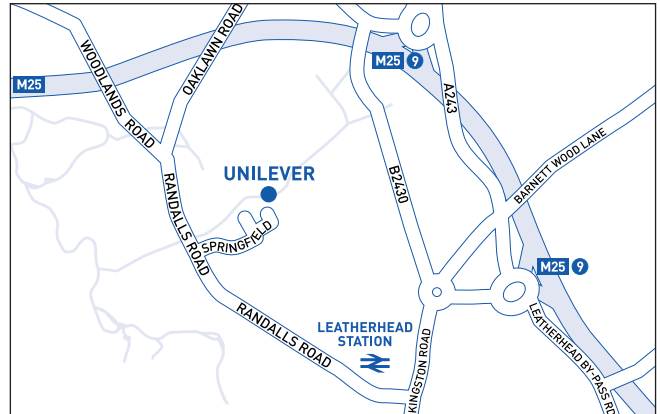 WOODLANDS ROAD
OAKLAWN ROAD
M25 9
M25
A243
BARNETT WOOD LANE
UNILEVER
B2430
RANDALLS ROAD
SPRINGFIELD
M25 9
RANDALLS ROAD
LEATHERHEAD
STATION
KINGSTON ROAD
LEATHERHEAD BY-PASS RD